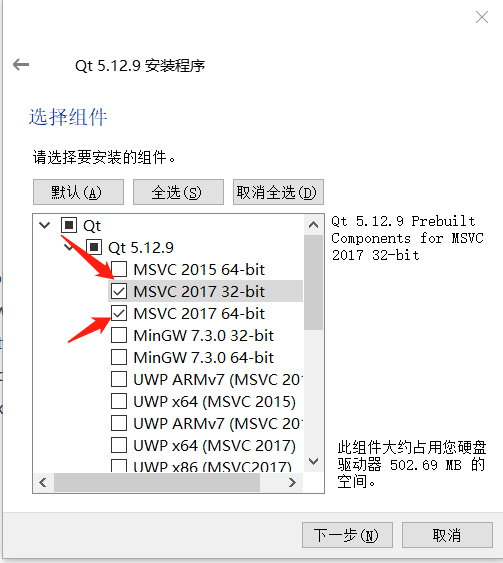 Qt 5.12.9 安装程序
选择组件
请选择要安装的组件。
默认(A) 全选(S) 取消全选(D)
Qt
Qt 5.12.9
MSVC 2015 64-bit
MSVC 2017 32-bit
MSVC 2017 64-bit
MinGW 7.3.0 32-bit
MinGW 7.3.0 64-bit
UWP ARMv7 (MSVC 201
UWP x64 (MSVC 2015)
UWP ARMv7 (MSVC 201
UWP x64 (MSVC 2017)
UWP x86 (MSVC2017)
Qt 5.12.9 Prebuilt
Components for MSVC
2017 32-bit
此组件大约占用您硬盘
驱动器 502.69 MB 的
空间。
下一步(N) 取消